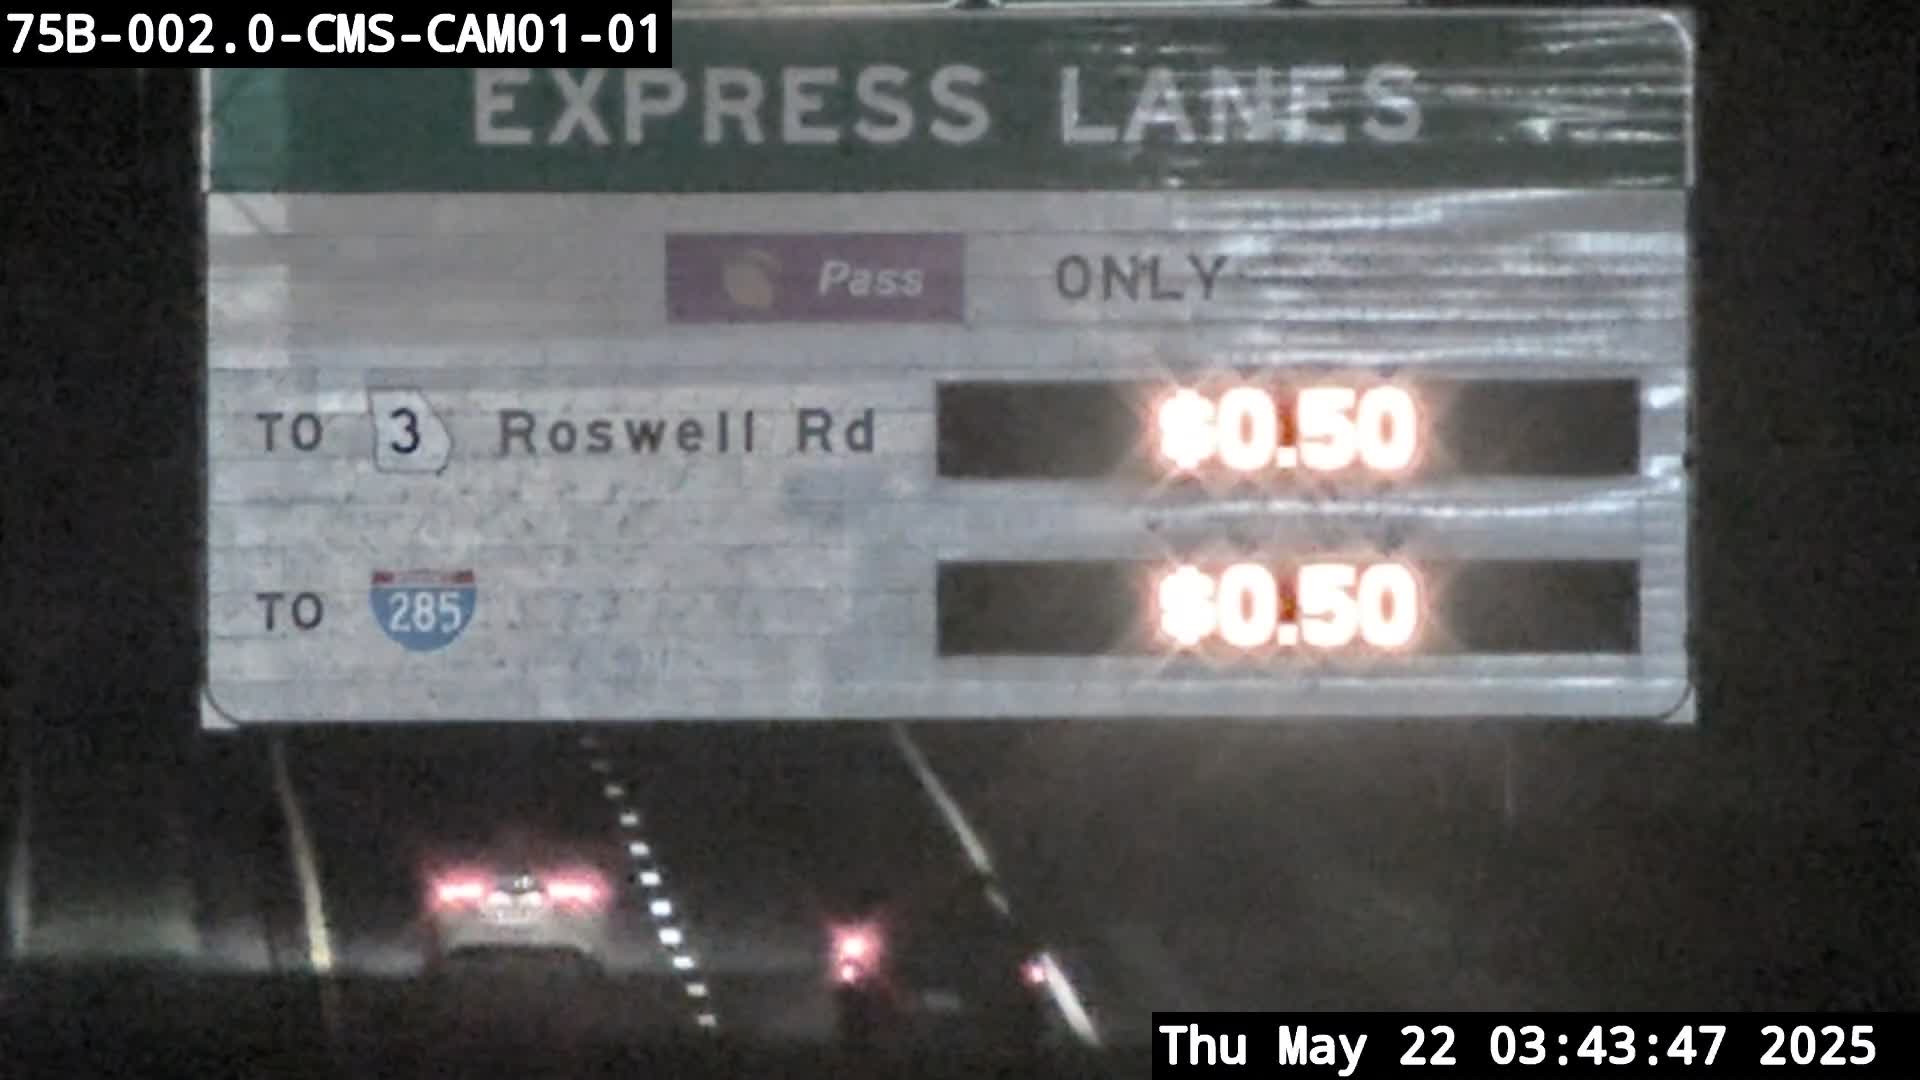 75B-002.0-CMS-CAM01-01
EXPRESS LANES
Pass ONLY
TO 3 Roswell Rd $0.50
TO 285 $0.50
Thu May 22 03:43:47 2025